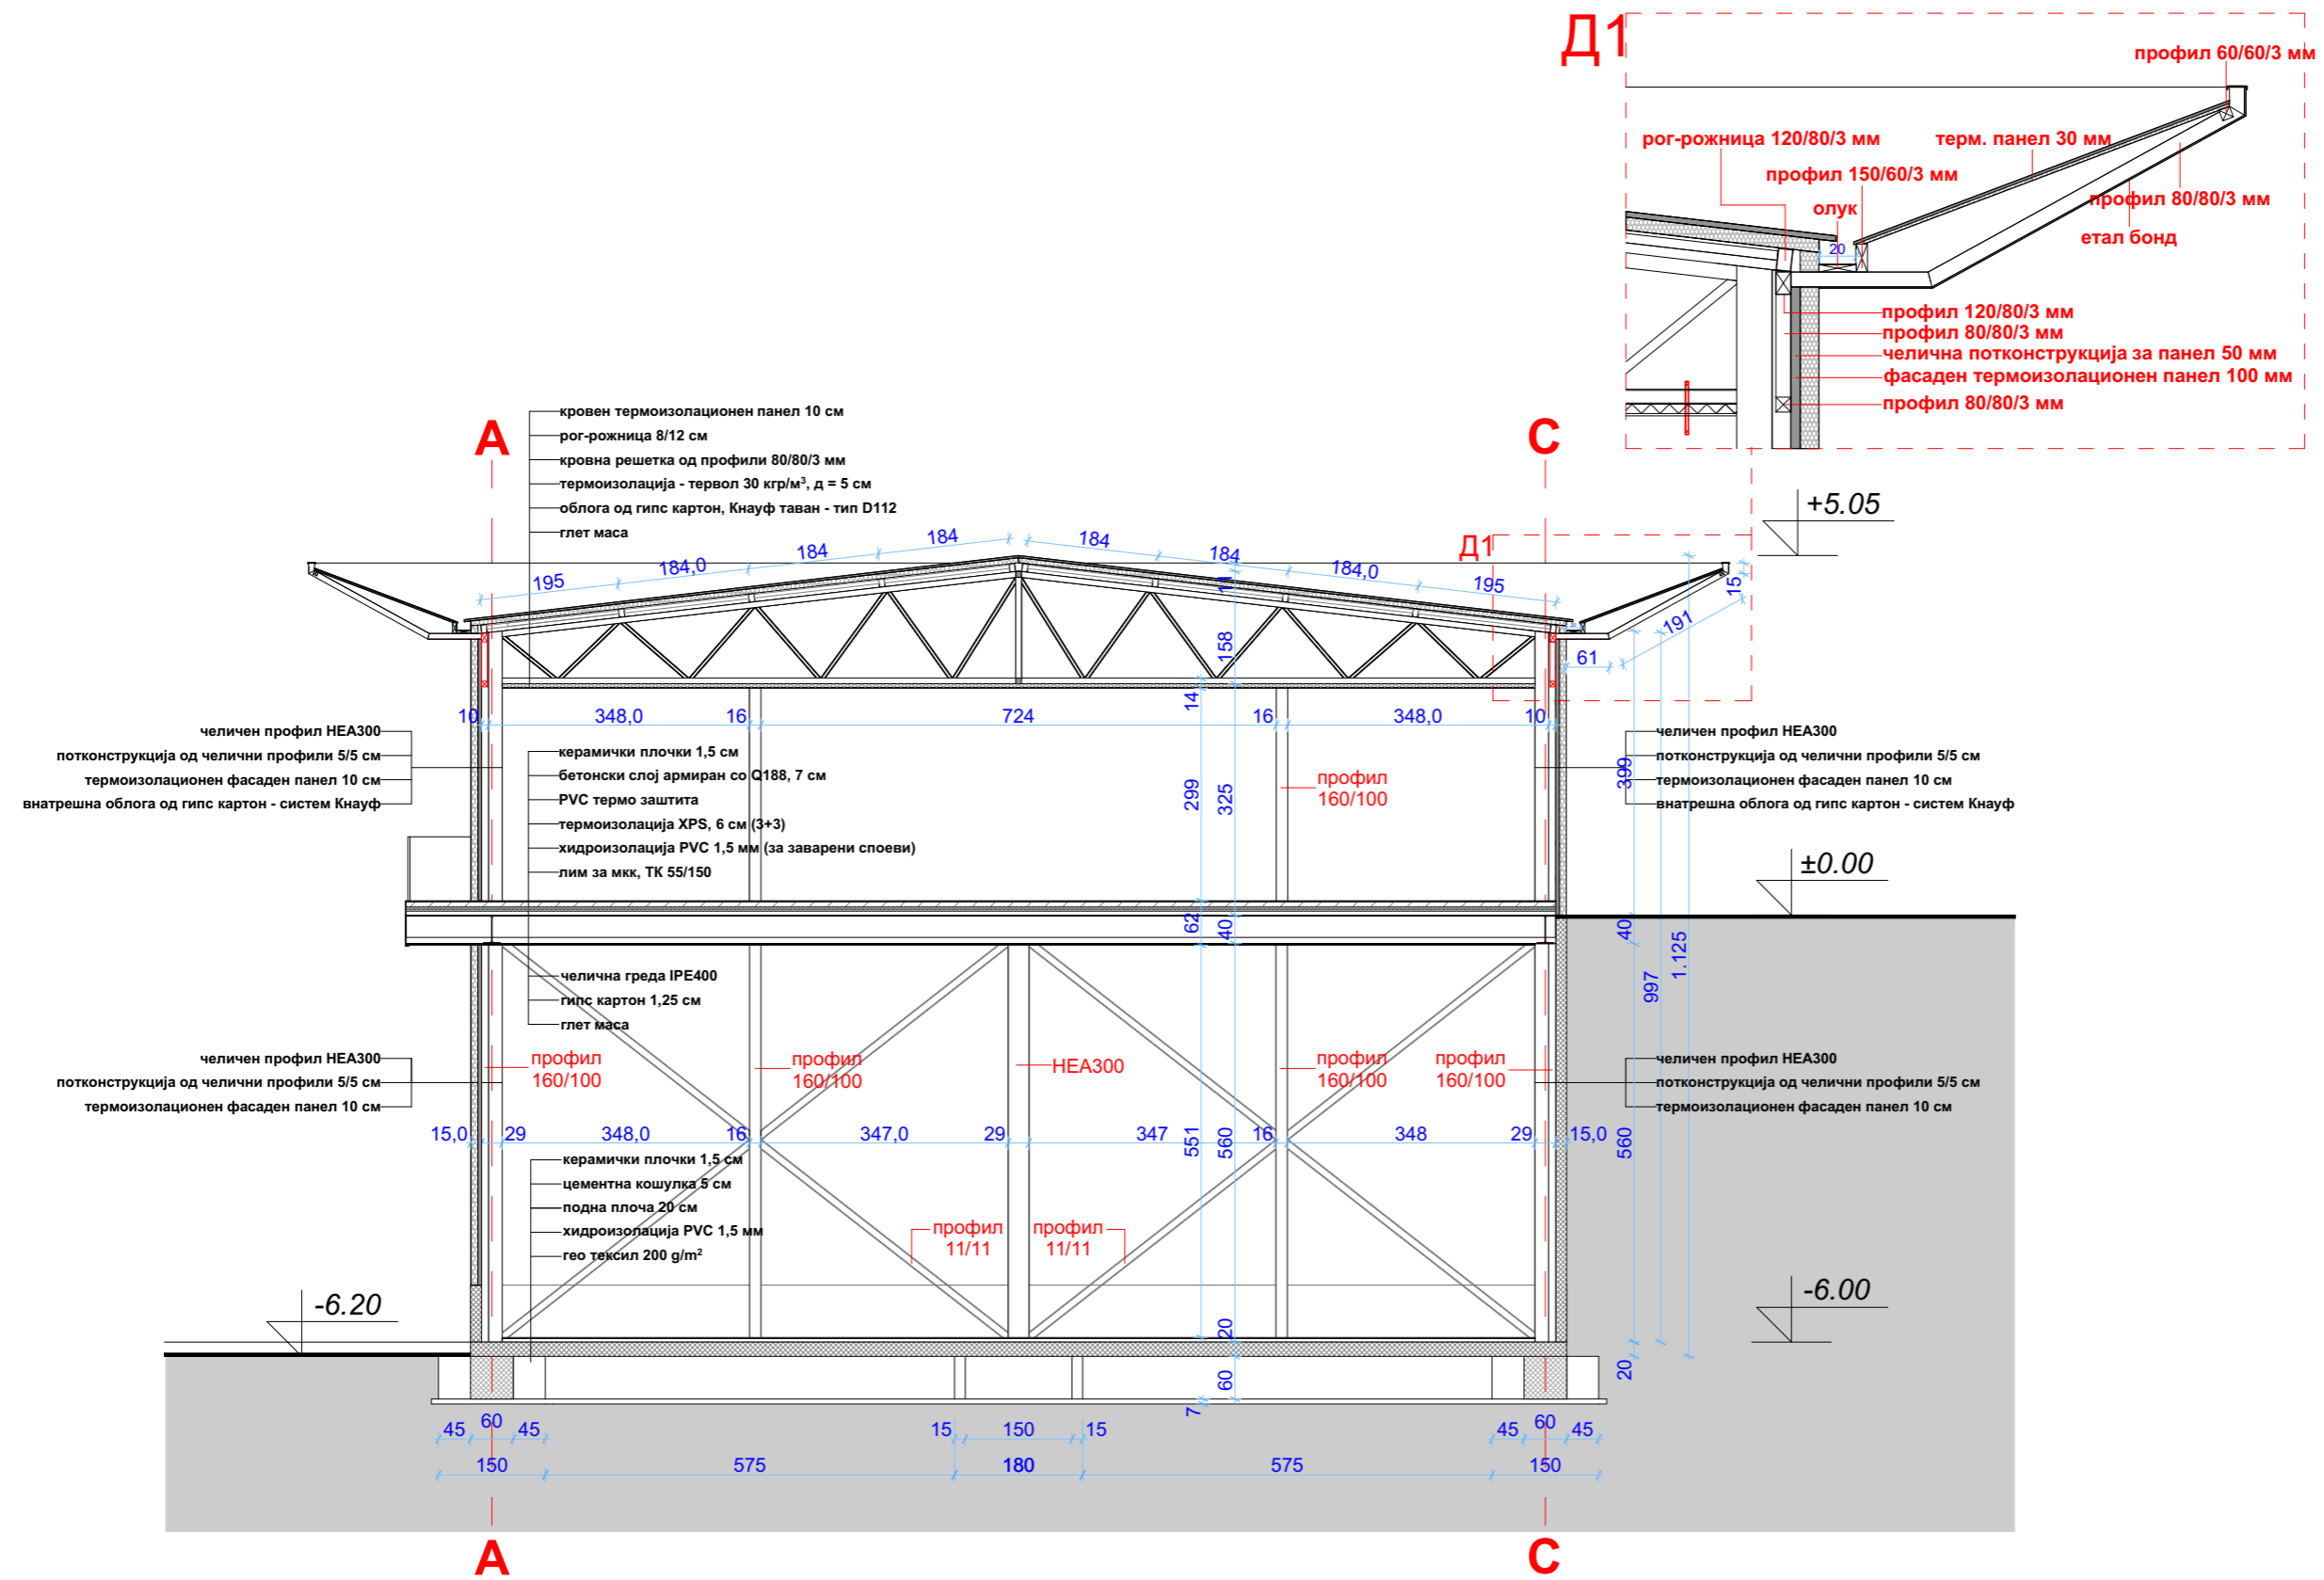 Д1
профил 60/60/3 мм
рог-рожница 120/80/3 мм
терм. панел 30 мм
профил 150/60/3 мм
олук
профил 80/80/3 мм
етал бонд
20
профил 120/80/3 мм
профил 80/80/3 мм
челична потконструкција за панел 50 мм
фасаден термоизолационен панел 100 мм
профил 80/80/3 мм
A
C
кровен термоизолационен панел 10 см
рог-рожница 8/12 см
кровна решетка од профили 80/80/3 мм
термоизолација - тервол 30 кгр/м³, д = 5 см
облога од гипс картон, Кнауф таван - тип D112
глет маса
+5.05
Д1
195
184,0
184
184
184
184
184,0
195
11
158
14
15
191
61
10
348,0
16
724
16
348,0
10
челичен профил HEA300
потконструкција од челични профили 5/5 см
термоизолационен фасаден панел 10 см
внатрешна облога од гипс картон - систем Кнауф
керамички плочки 1,5 см
бетонски слој армиран со Q188, 7 см
PVC термо заштита
термоизолација XPS, 6 см (3+3)
хидроизолација PVC 1,5 мм (за заварени споеви)
лим за мкк, ТК 55/150
299
325
профил
160/100
399
челичен профил HEA300
потконструкција од челични профили 5/5 см
термоизолационен фасаден панел 10 см
внатрешна облога од гипс картон - систем Кнауф
±0.00
62
40
40
997
1.125
челична греда IPE400
гипс картон 1,25 см
глет маса
челичен профил HEA300
потконструкција од челични профили 5/5 см
термоизолационен фасаден панел 10 см
профил
160/100
профил
160/100
HEA300
профил
160/100
профил
160/100
челичен профил HEA300
потконструкција од челични профили 5/5 см
термоизолационен фасаден панел 10 см
15,0
29
348,0
16
347,0
29
347
16
348
29
15,0
551
560
560
керамички плочки 1,5 см
цементна кошулка 5 см
подна плоча 20 см
хидроизолација PVC 1,5 мм
гео тексил 200 g/m²
профил
11/11
профил
11/11
-6.20
-6.00
20
60
7
20
45
60
45
15
150
15
45
60
45
150
575
180
575
150
A
C